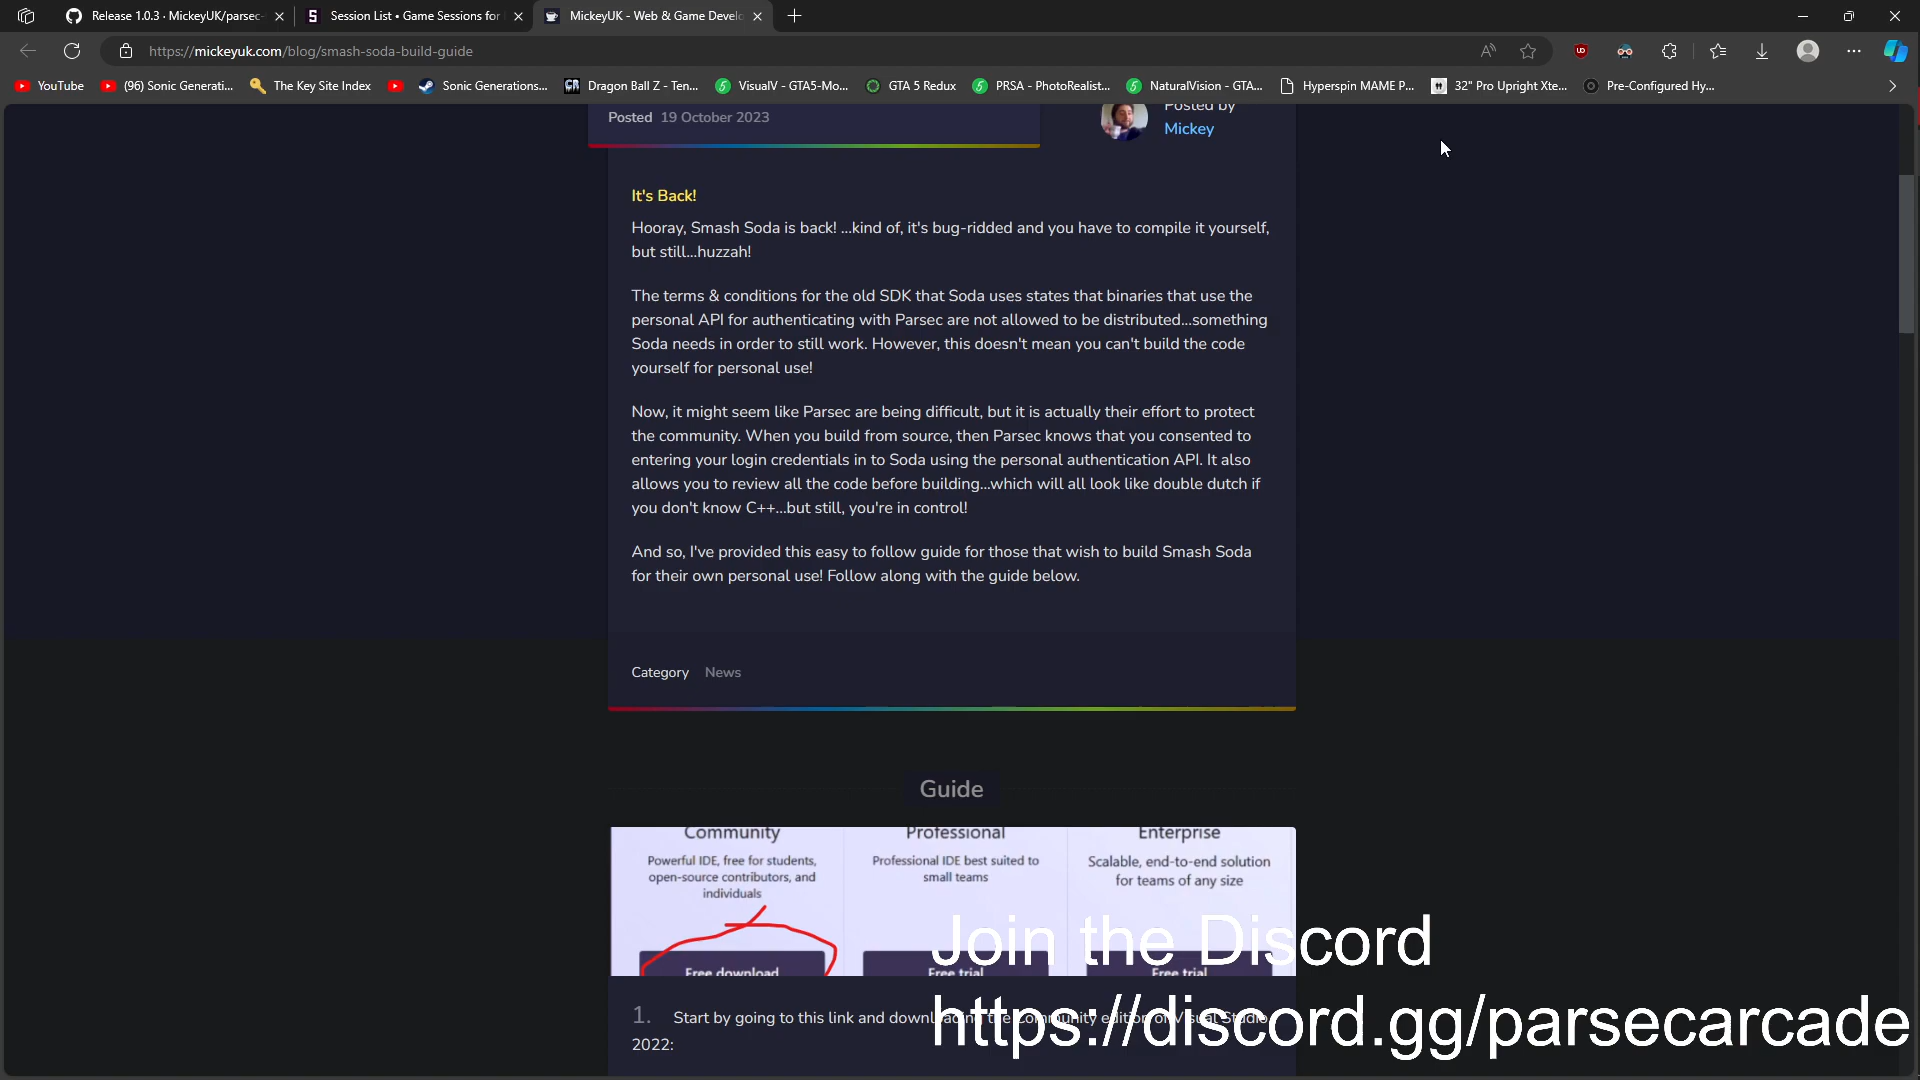 Release 1.0.3 · MickeyUK/parsec-
Session List • Game Sessions for
MickeyUK - Web & Game Develo
https://mickeyuk.com/blog/smash-soda-build-guide
YouTube
(96) Sonic Generati...
The Key Site Index
Sonic Generations...
Dragon Ball Z - Ten...
VisualV - GTA5-Mo...
GTA 5 Redux
PRSA - PhotoRealist...
NaturalVision - GTA...
Hyperspin MAME P...
32" Pro Upright Xte...
Pre-Configured Hy...
Posted 19 October 2023
Posted by
Mickey
It's Back!
Hooray, Smash Soda is back! ...kind of, it's bug-ridded and you have to compile it yourself,
but still...huzzah!
The terms & conditions for the old SDK that Soda uses states that binaries that use the
personal API for authenticating with Parsec are not allowed to be distributed...something
Soda needs in order to still work. However, this doesn't mean you can't build the code
yourself for personal use!
Now, it might seem like Parsec are being difficult, but it is actually their effort to protect
the community. When you build from source, then Parsec knows that you consented to
entering your login credentials in to Soda using the personal authentication API. It also
allows you to review all the code before building...which will all look like double dutch if
you don't know C++...but still, you're in control!
And so, I've provided this easy to follow guide for those that wish to build Smash Soda
for their own personal use! Follow along with the guide below.
Category News
Guide
Community
Powerful IDE, free for students,
open-source contributors, and
individuals
Free download
Professional
Professional IDE best suited to
small teams
Free trial
Enterprise
Scalable, end-to-end solution
for teams of any size
Free trial
1. Start by going to this link and downloading the Community edition of Visual Studio
2022:
Join the Discord
https://discord.gg/parsecarcade